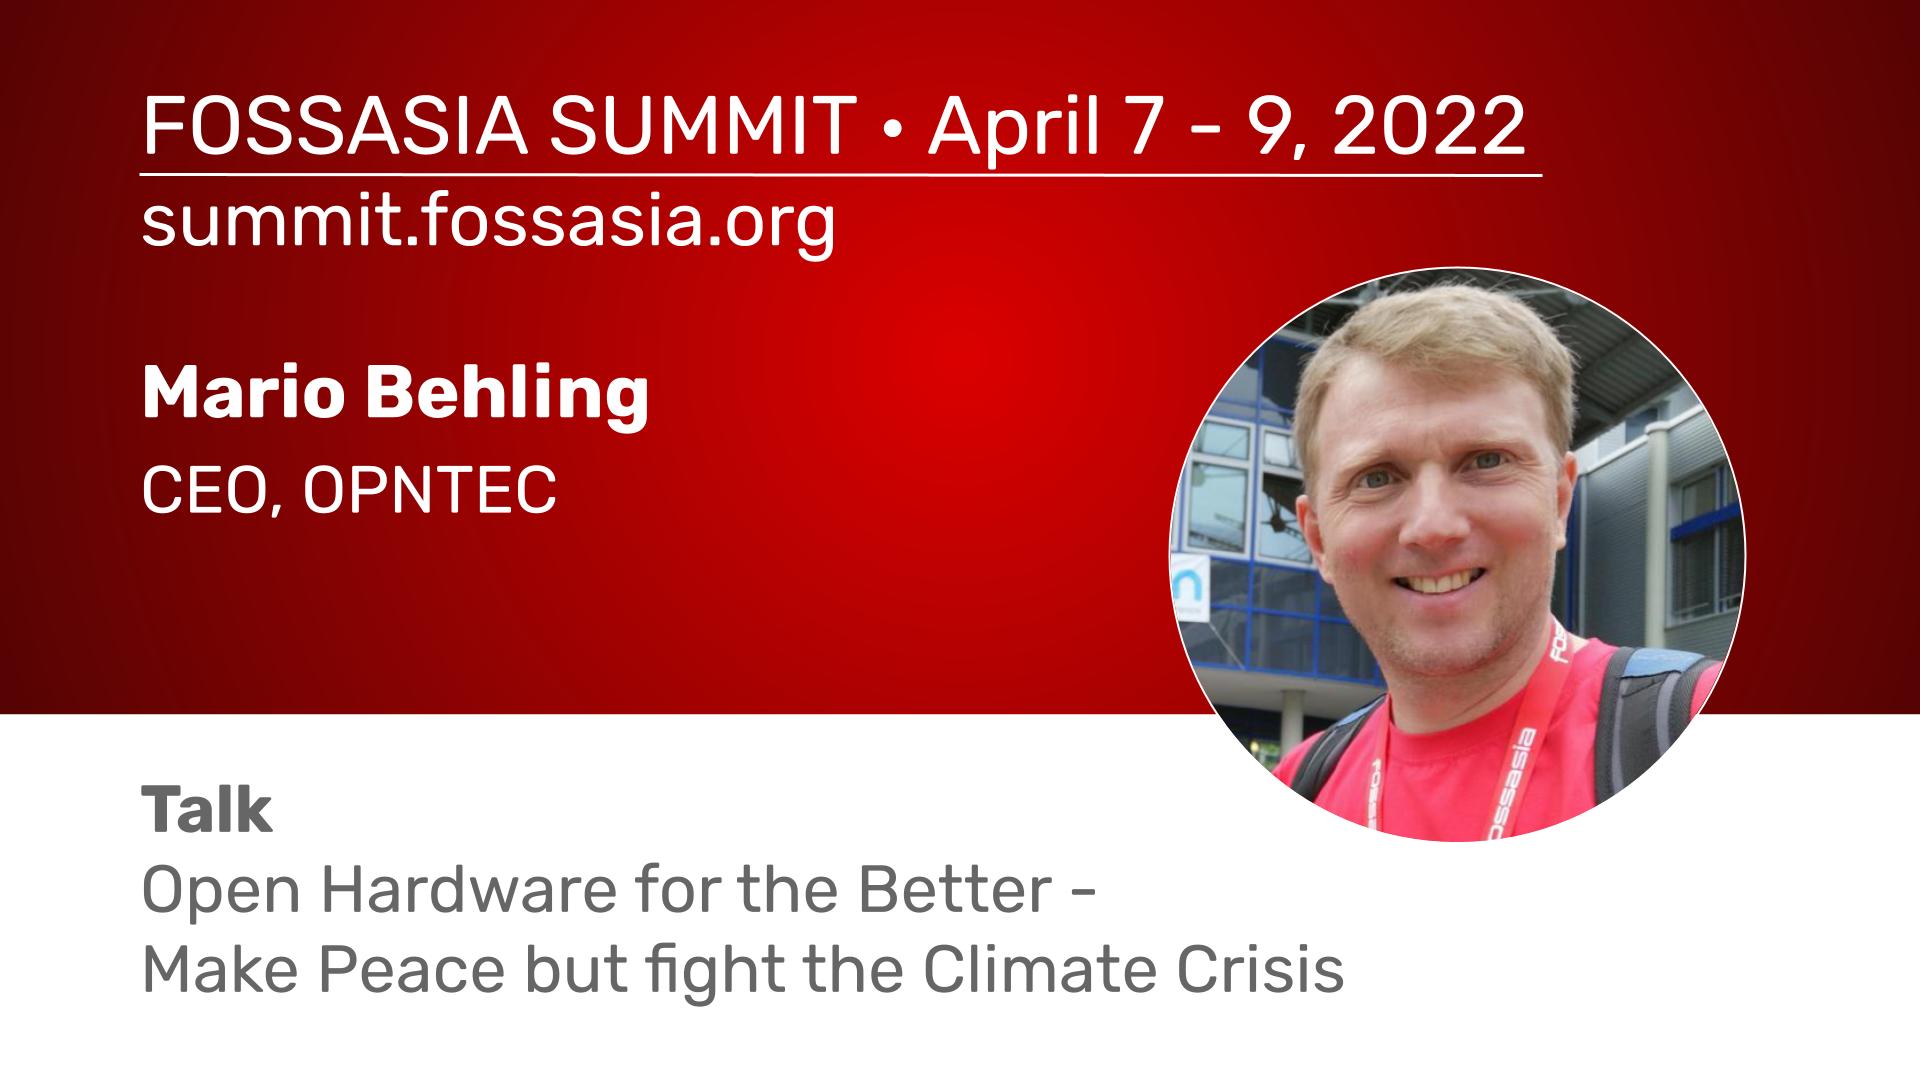 FOSSASIA SUMMIT • April 7 - 9, 2022
summit.fossasia.org
Mario Behling
CEO, OPNTEC
Talk
Open Hardware for the Better -
Make Peace but fight the Climate Crisis
fossasia